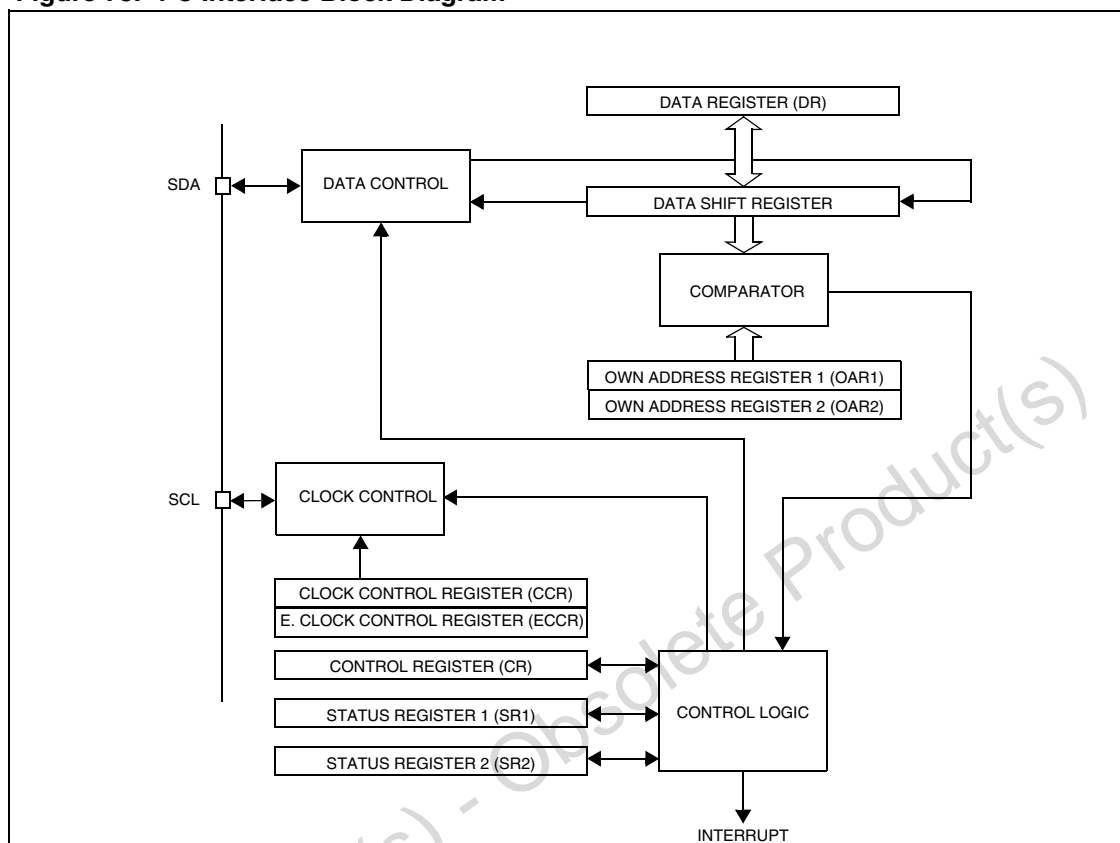 DATA REGISTER (DR)
SDA
DATA CONTROL
DATA SHIFT REGISTER
COMPARATOR
OWN ADDRESS REGISTER 1 (OAR1)
OWN ADDRESS REGISTER 2 (OAR2)
SCL
CLOCK CONTROL
CLOCK CONTROL REGISTER (CCR)
E. CLOCK CONTROL REGISTER (ECCR)
CONTROL REGISTER (CR)
STATUS REGISTER 1 (SR1)
CONTROL LOGIC
STATUS REGISTER 2 (SR2)
INTERRUPT
(s) - Obsolete Product(s)